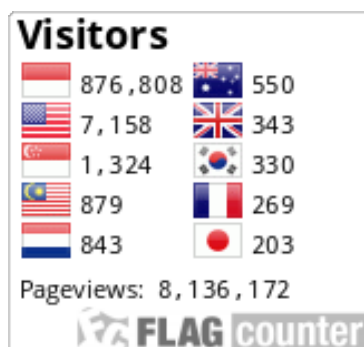 Visitors
876,808 550
7,158 343
1,324 330
879 269
843 203
Pageviews: 8,136,172
FLAG counter